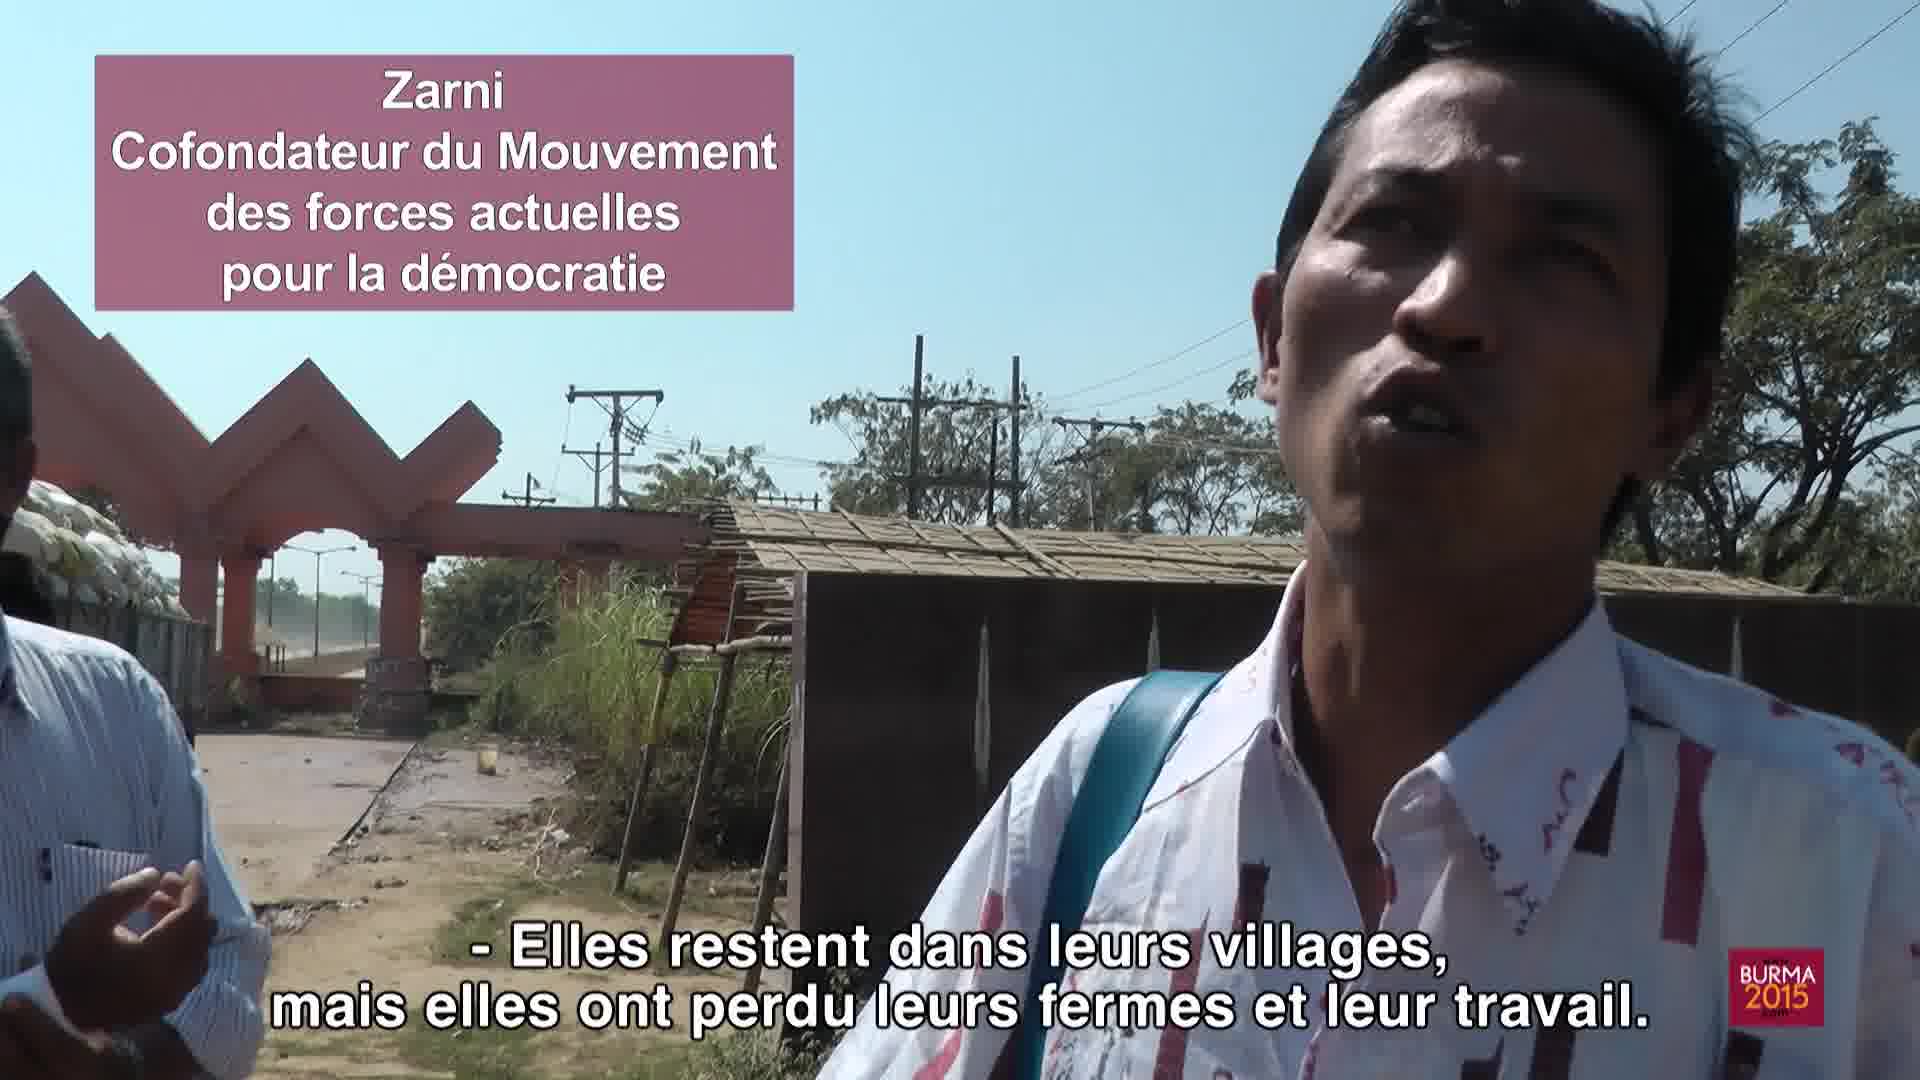 Zarni
Cofondateur du Mouvement
des forces actuelles
pour la démocratie
- Elles restent dans leurs villages,
mais elles ont perdu leurs fermes et leur travail.
BURMA
2015
.com